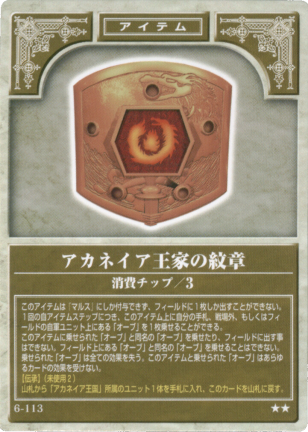 アイテム
アカネイア王家の紋章
消費チップ／3
このアイテムは「マルス」にしか付与できず、フィールドに1枚しか出すことができない。
1回の自アイテムステップにつき、このアイテム上に自分の手札、戦場外、もしくはフィ
ールドの自軍ユニット上にある「オーブ」を1枚乗せることができる。
このアイテムに乗せられた「オーブ」と同名の「オーブ」を乗せたり、フィールドに出す事
はできない。フィールド上にある「オーブ」と同名の「オーブ」を乗せることはできない。
乗せられた「オーブ」は全ての効果を失う。このアイテムと乗せられた「オーブ」はあらゆ
るカードの効果を受けない。
【伝承】（未使用2）
山札から「アカネイア王国」所属のユニット1体を手札に入れ、このカードを山札に戻す。
6-113
★★